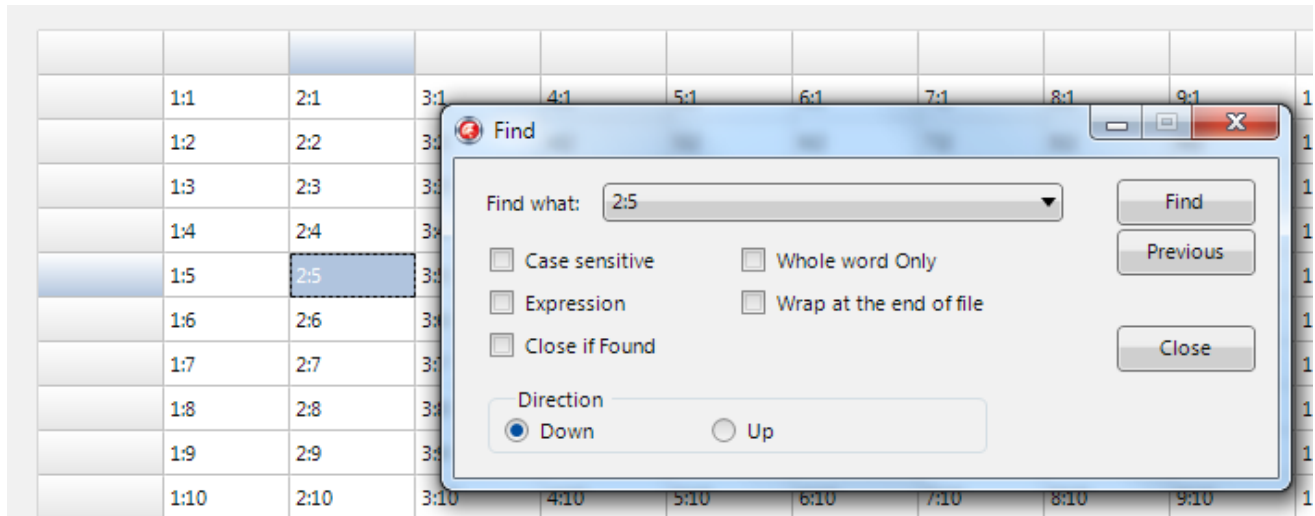 1:1 2:1 3:1 4:1 5:1 6:1 7:1 8:1 9:1
Find
1:2 2:2
1:3 2:3
Find what: 2:5 Find
1:4 2:4
Previous
Case sensitive Whole word Only
1:5 2:5
Expression Wrap at the end of file
1:6 2:6
Close if Found Close
1:7 2:7
Direction
1:8 2:8
Down Up
1:9 2:9
1:10 2:10 3:10 4:10 5:10 6:10 7:10 8:10 9:10